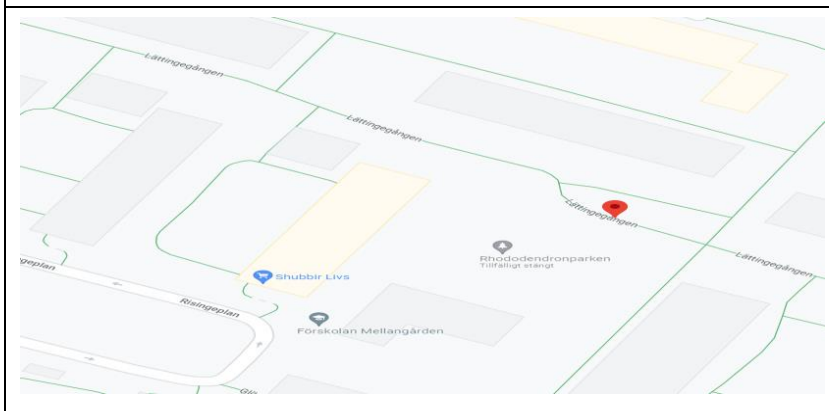 Lättingegången
Lättingegången
Lättingegången
Rhododendronparken
Tillfälligt stängt
Lättingegången
Shubbir Livs
Risingeplan
Förskolan Mellangården